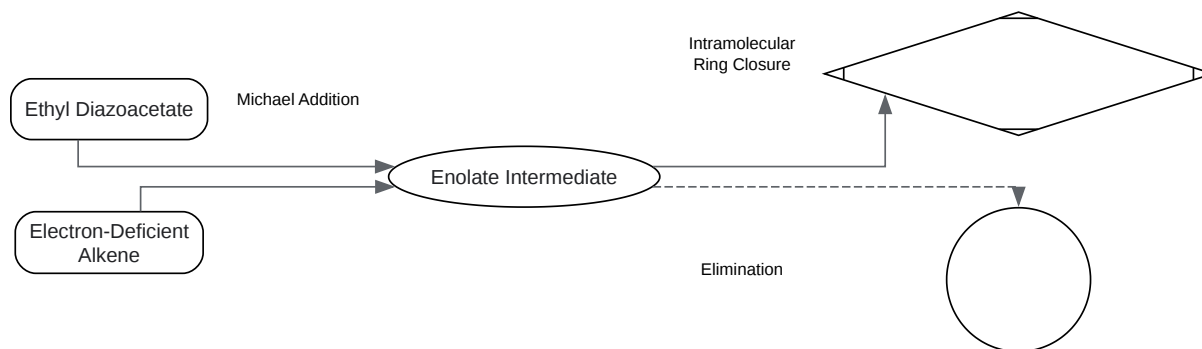 Intramolecular
Ring Closure
Ethyl Diazoacetate
Michael Addition
Enolate Intermediate
Electron-Deficient
Alkene
Elimination